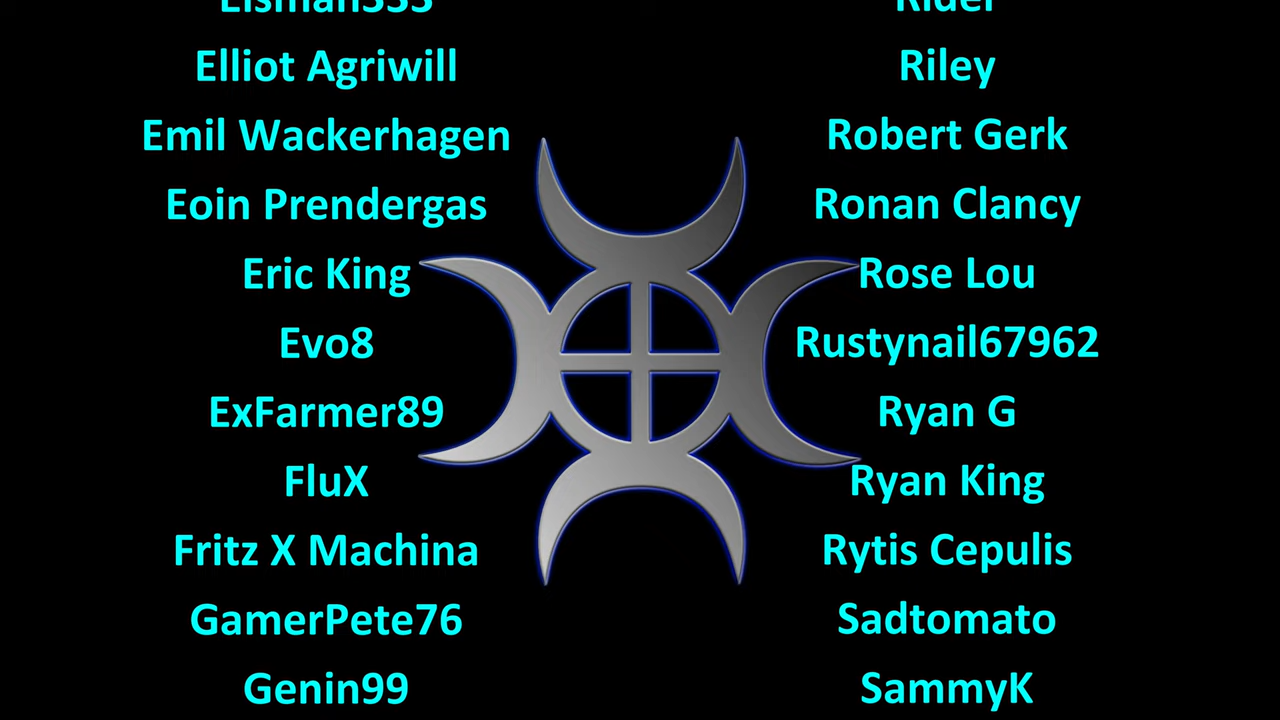 Elliot Agriwill
Emil Wackerhagen
Eoin Prendergas
Eric King
Evo8
ExFarmer89
FluX
Fritz X Machina
GamerPete76
Genin99
Rider
Riley
Robert Gerk
Ronan Clancy
Rose Lou
Rustynail67962
Ryan G
Ryan King
Rytis Cepulis
Sadtomato
SammyK